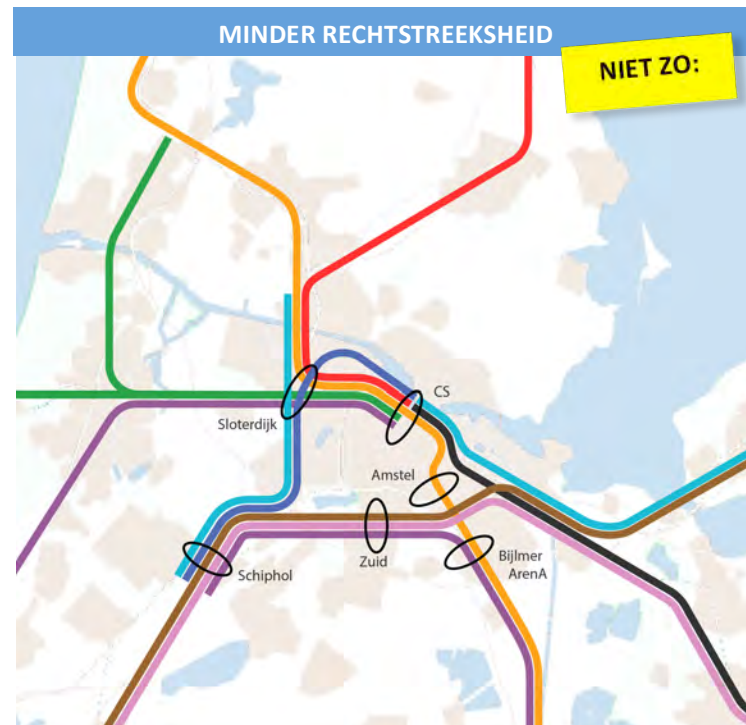 MINDER RECHTSTREEKSHEID
NIET ZO:
CS
Sloterdijk
Amstel
Schiphol
Zuid
Bijlmer
ArenA